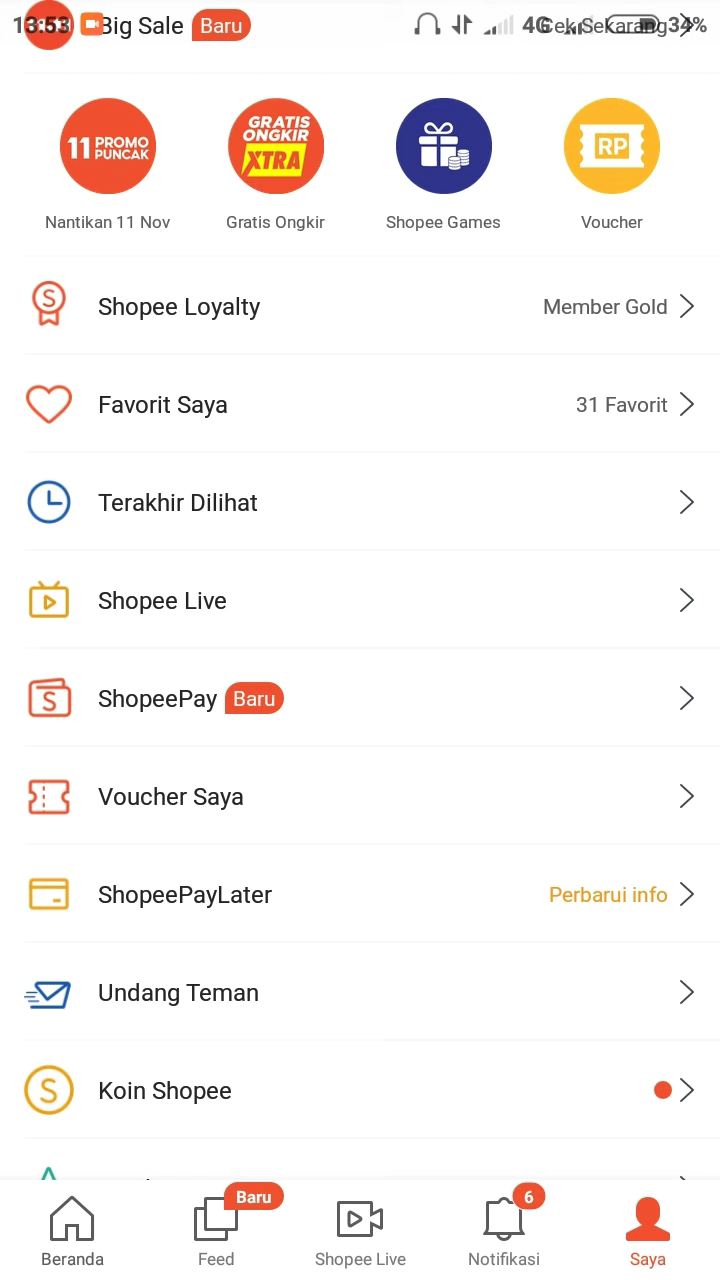 13:53
4G
34%
Big Sale
Baru
Cek Sekarang
11 PROMO
PUNCAK
GRATIS
ONGKIR
XTRA
RP
Nantikan 11 Nov
Gratis Ongkir
Shopee Games
Voucher
S
Shopee Loyalty
Member Gold
Favorit Saya
31 Favorit
Terakhir Dilihat
Shopee Live
S
ShopeePay
Baru
Voucher Saya
ShopeePayLater
Perbarui info
Undang Teman
S
Koin Shopee
Baru
6
Beranda
Feed
Shopee Live
Notifikasi
Saya